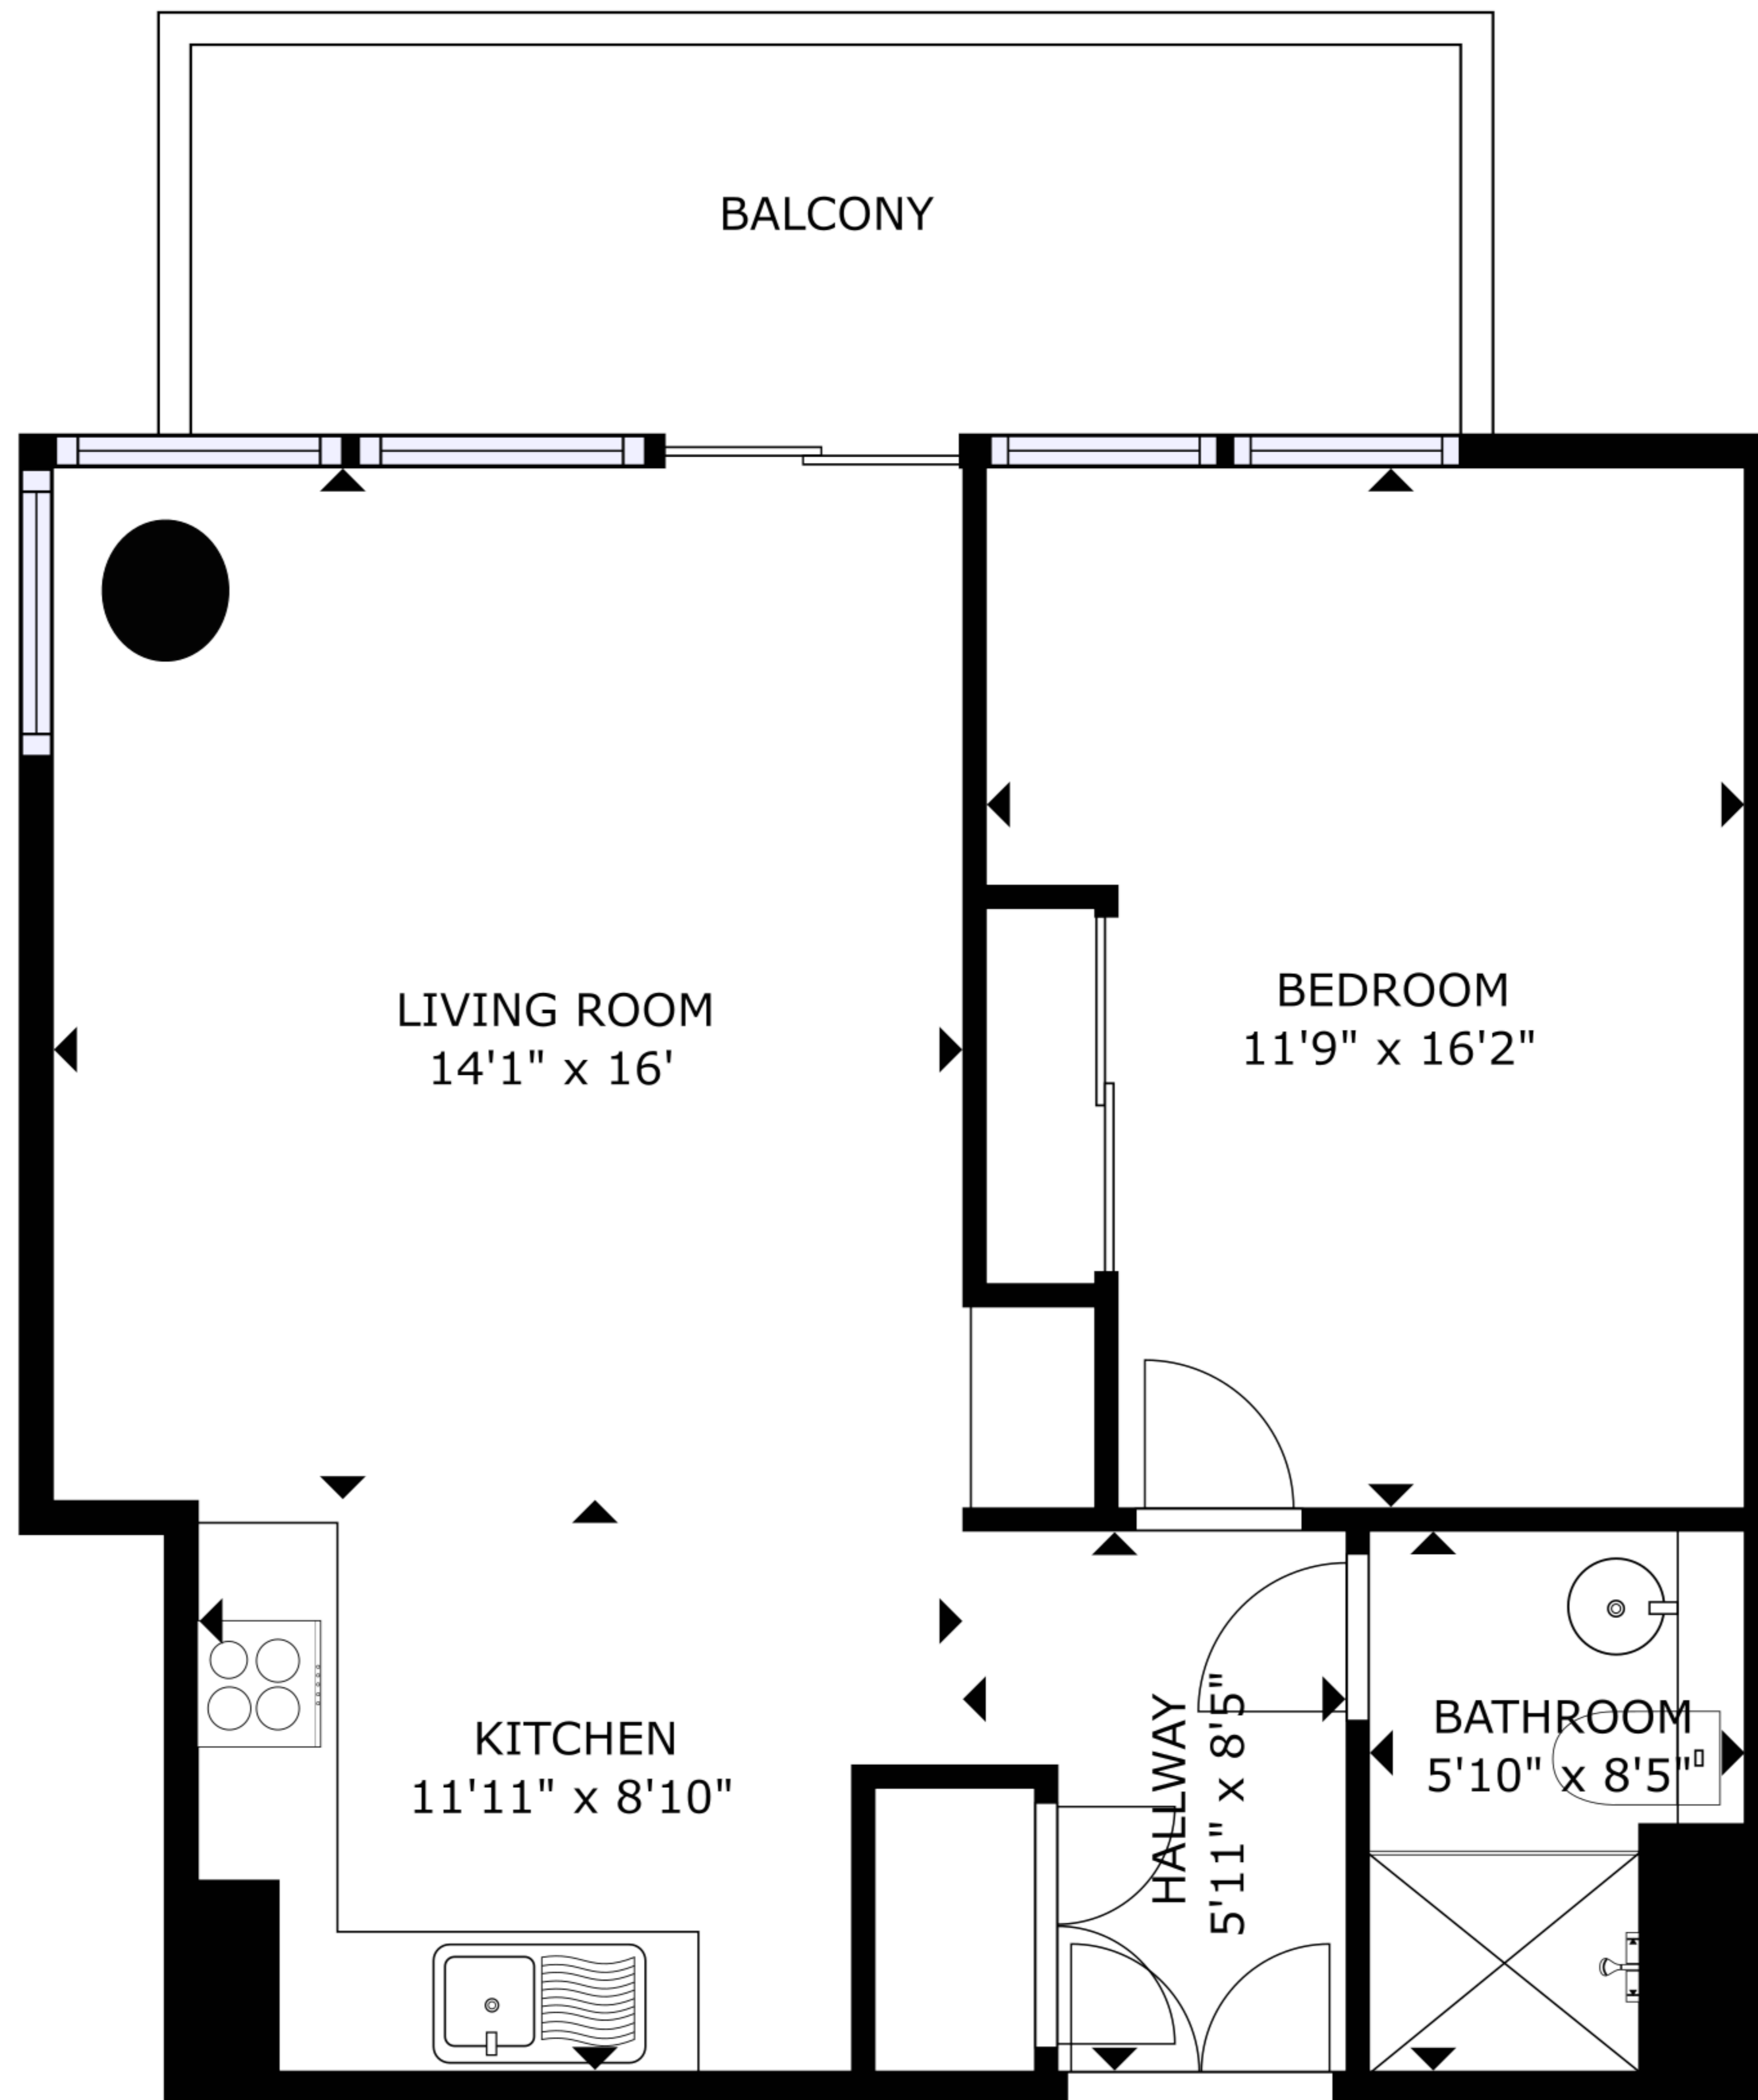 BALCONY
LIVING ROOM
14'1" x 16'
BEDROOM
11'9" x 16'2"
KITCHEN
11'11" x 8'10"
HALLWAY
5'11" x 8'5"
BATHROOM
5'10" x 8'5"